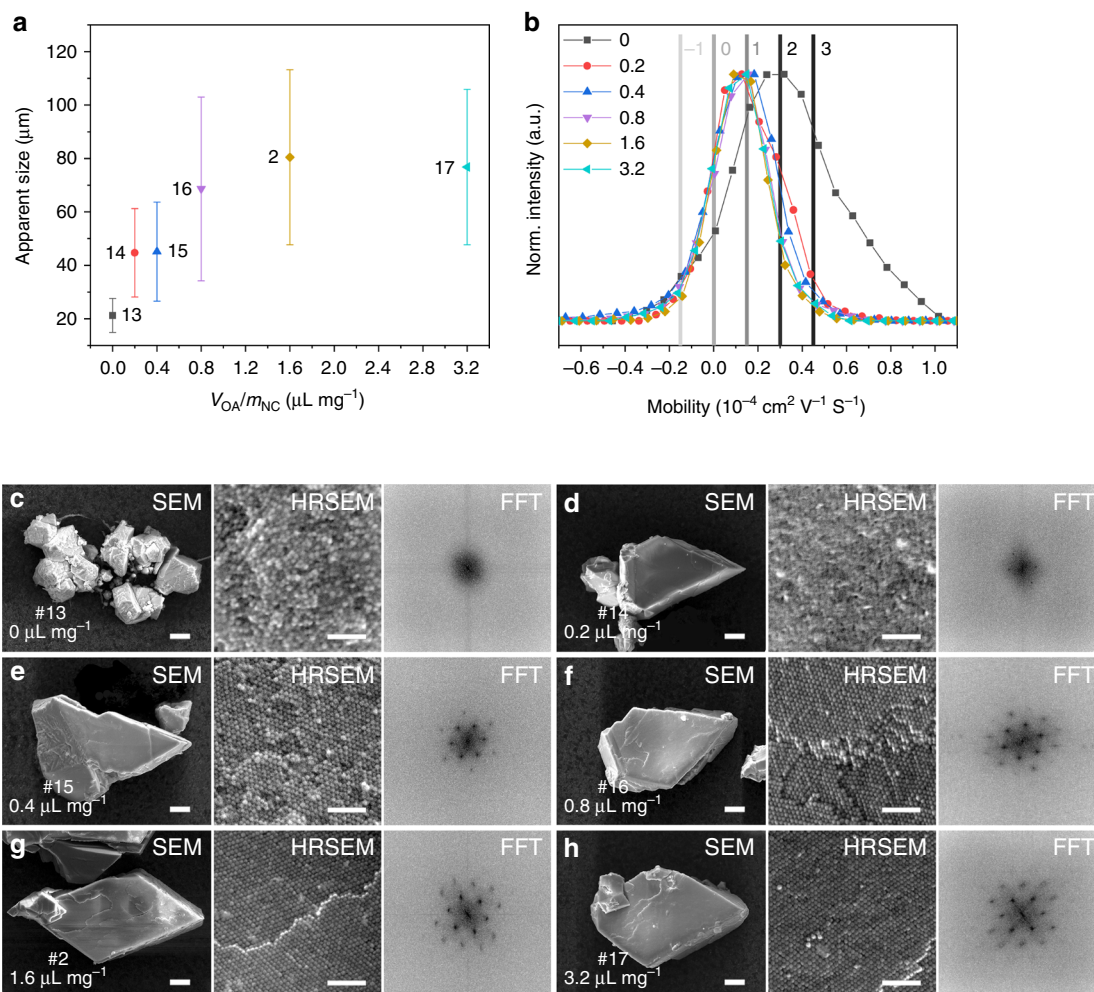 a
Apparent size (μm)
120
100
80
60
40
20
13
14
15
16
2
17
0.0 0.4 0.8 1.2 1.6 2.0 2.4 2.8 3.2
V_OA/m_NC (μL mg⁻¹)
b
Norm. intensity (a.u.)
0
0.2
0.4
0.8
1.6
3.2
−1 0 1 2 3
−0.6 −0.4 −0.2 0.0 0.2 0.4 0.6 0.8 1.0
Mobility (10⁻⁴ cm² V⁻¹ S⁻¹)
c SEM HRSEM FFT
#13
0 μL mg⁻¹
d SEM HRSEM FFT
#14
0.2 μL mg⁻¹
e SEM HRSEM FFT
#15
0.4 μL mg⁻¹
f SEM HRSEM FFT
#16
0.8 μL mg⁻¹
g SEM HRSEM FFT
#2
1.6 μL mg⁻¹
h SEM HRSEM FFT
#17
3.2 μL mg⁻¹